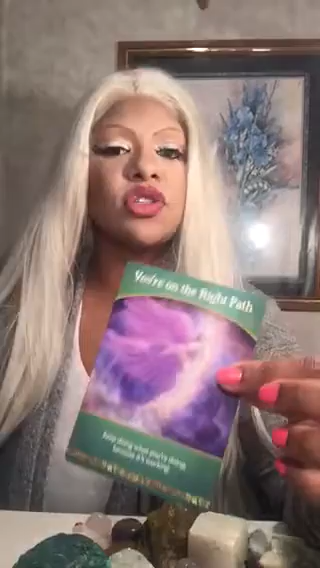 You're on the Right Path
Keep doing what you're doing
because it's working